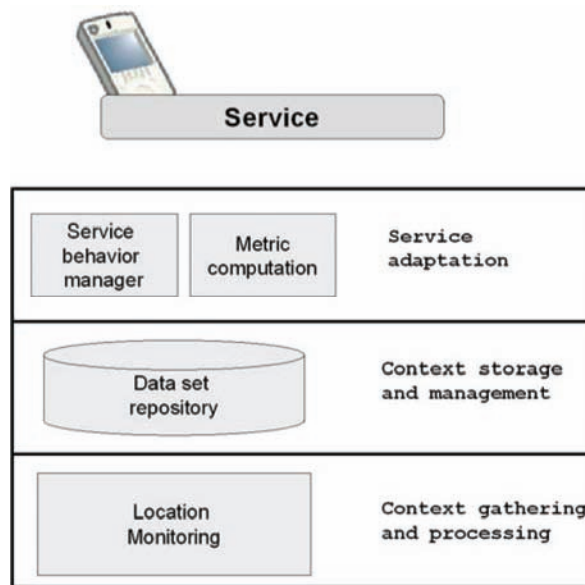 Service
Service
behavior
manager
Metric
computation
Service
adaptation
Data set
repository
Context storage
and management
Location
Monitoring
Context gathering
and processing